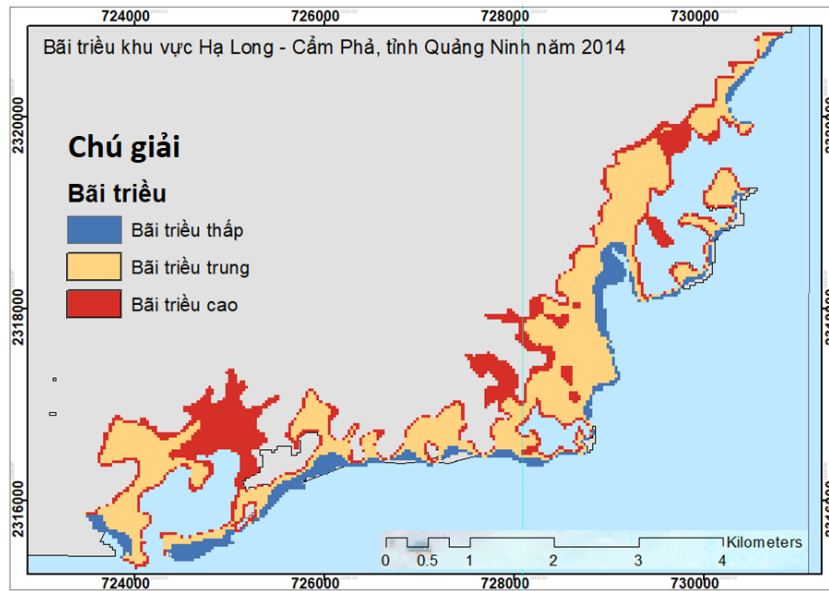 724000 726000 728000 730000
Bãi triều khu vực Hạ Long - Cẩm Phả, tỉnh Quảng Ninh năm 2014
2320000
Chú giải
Bãi triều
Bãi triều thấp
Bãi triều trung
Bãi triều cao
2318000
2316000
Kilometers
0 0.5 1 2 3 4
724000 726000 728000 730000